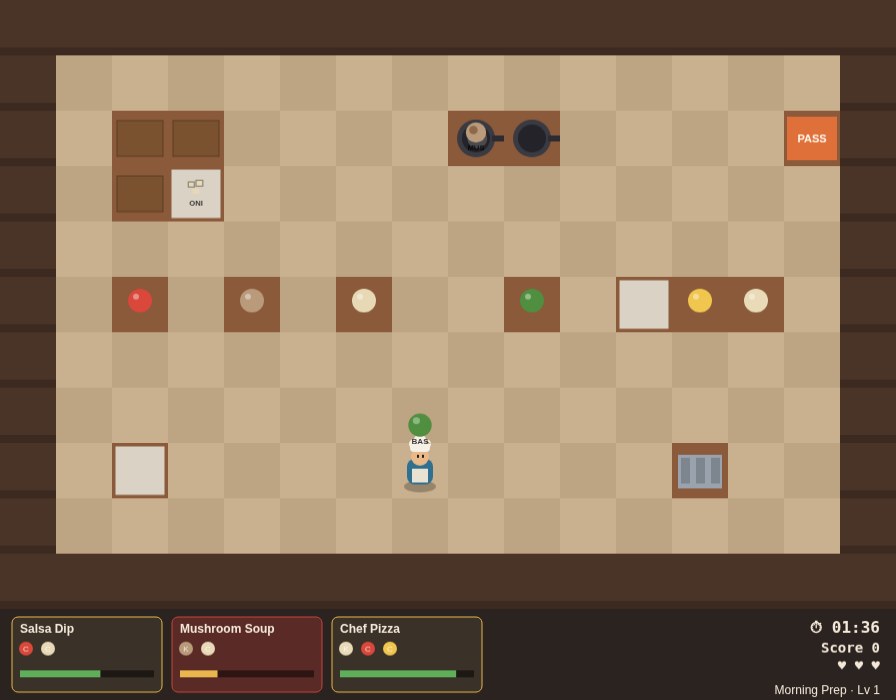 PASS
ONI
BAS
Salsa Dip
C
C
Mushroom Soup
K
C
Chef Pizza
C
C
01:36
Score 0
♥ ♥ ♥
Morning Prep · Lv 1